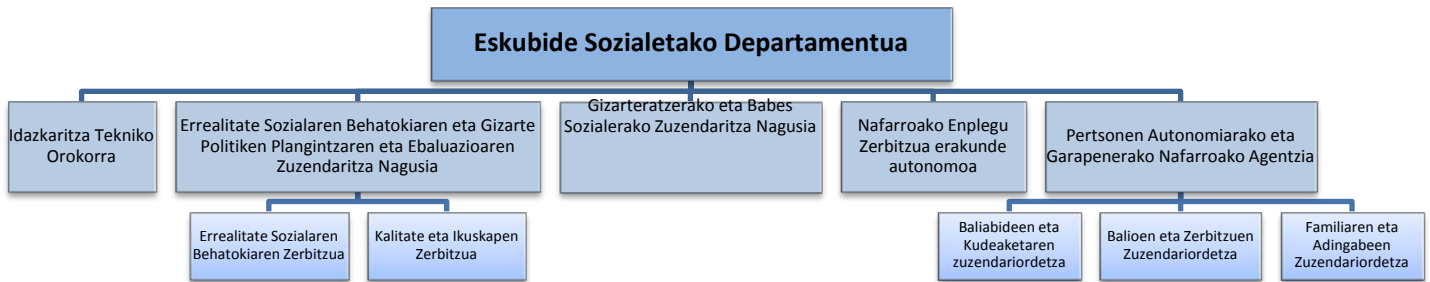 Eskubide Sozialetako Departamentua
Idazkaritza Tekniko
Orokorra
Errealitate Sozialaren Behatokiaren eta Gizarte
Politiken Plangintzaren eta Ebaluazioaren
Zuzendaritza Nagusia
Gizarteratzerako eta Babes
Sozialerako Zuzendaritza Nagusia
Nafarroako Enplegu
Zerbitzua erakunde
autonomoa
Pertsonen Autonomiarako eta
Garapenerako Nafarroako Agentzia
Errealitate Sozialaren
Behatokiaren Zerbitzua
Kalitate eta Ikuskapen
Zerbitzua
Baliabideen eta
Kudeaketaren
zuzendariordetza
Balioen eta Zerbitzuen
Zuzendariordetza
Familiaren eta
Adingabeen
Zuzendariordetza